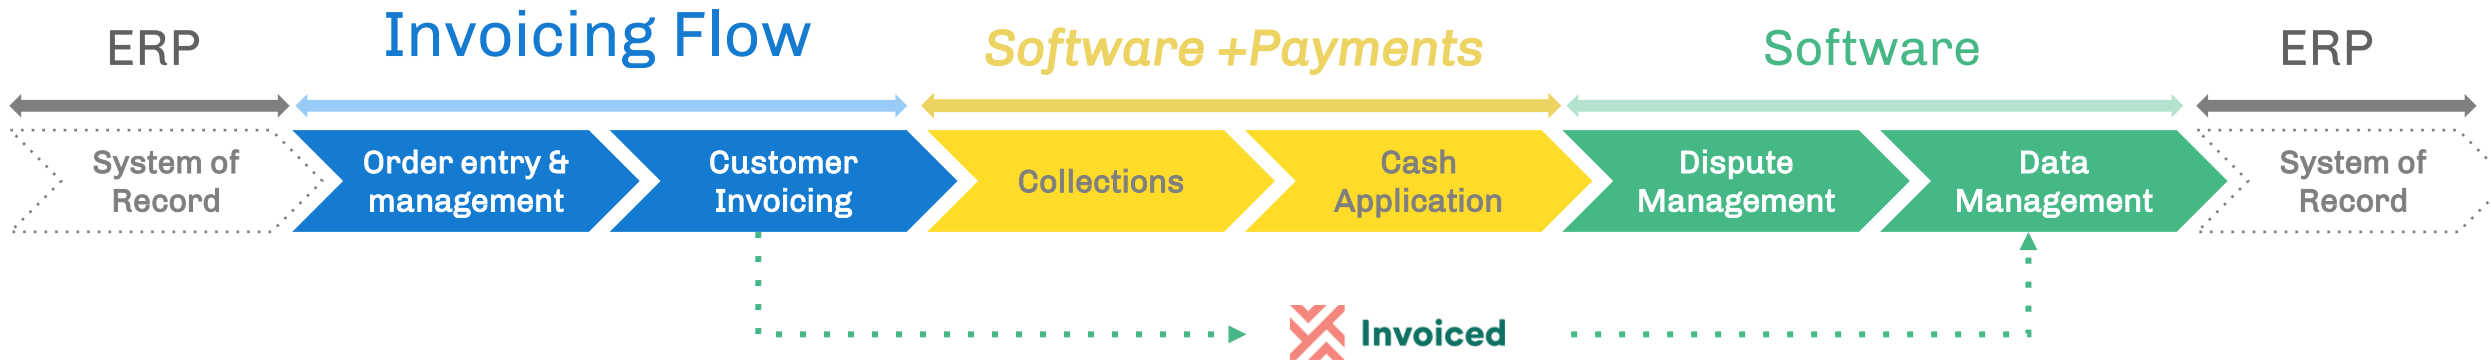 ERP
Invoicing Flow
Software +Payments
Software
ERP
System of
Record
Order entry &
management
Customer
Invoicing
Collections
Cash
Application
Dispute
Management
Data
Management
System of
Record
Invoiced